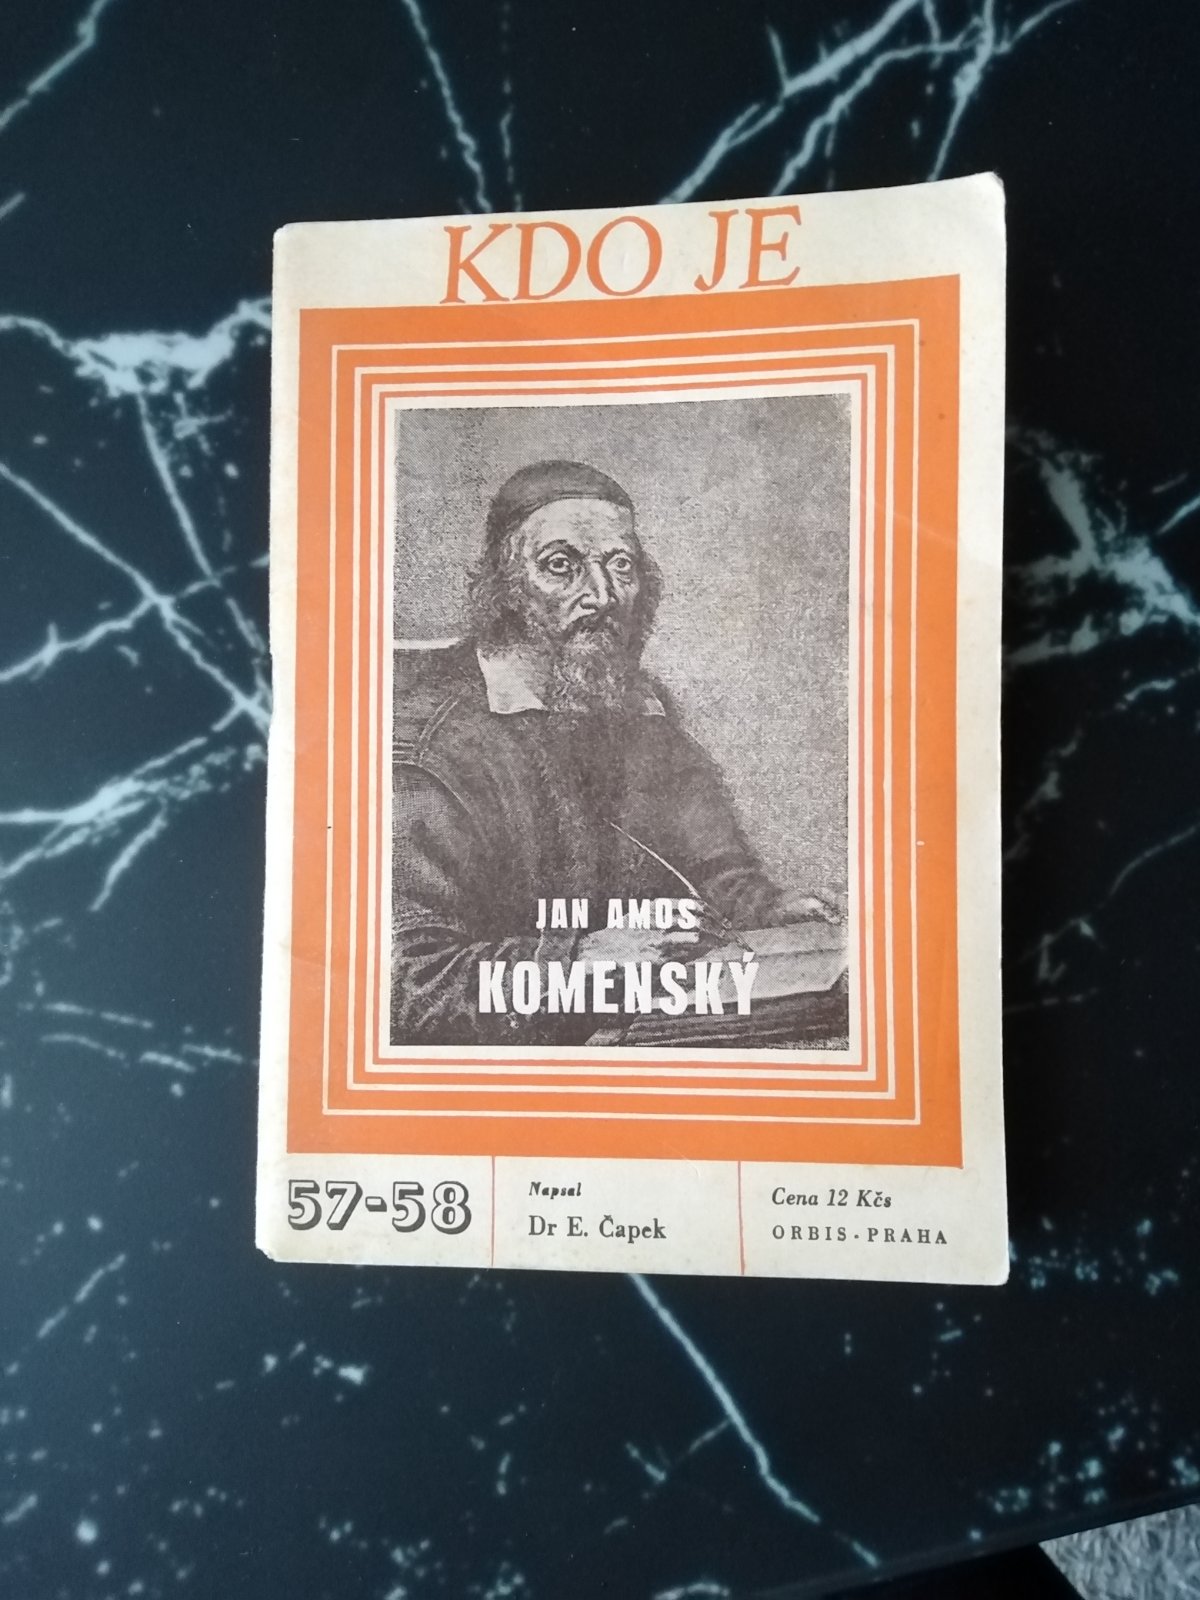 KDO JE
JAN AMOS
KOMENSKÝ
57-58
Napsal
Dr E. Čapek
Cena 12 Kčs
ORBIS - PRAHA